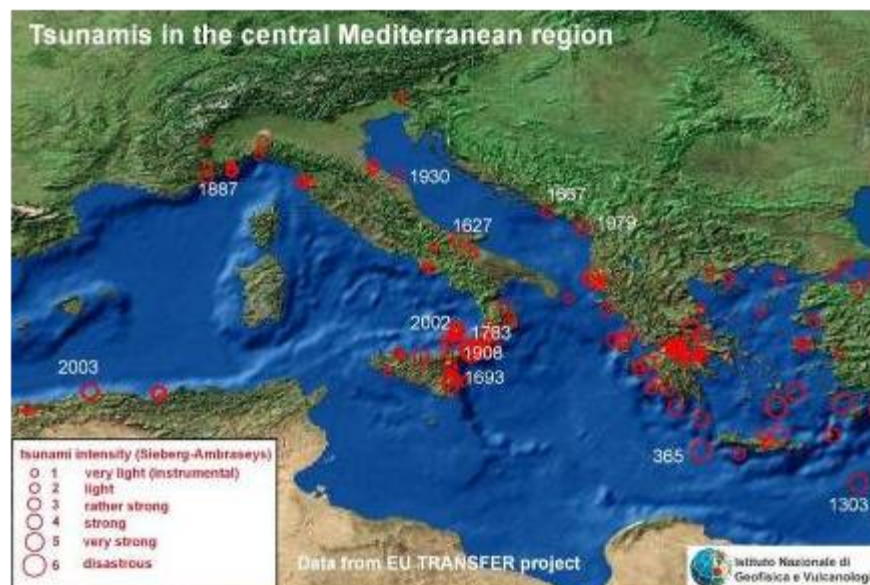 Tsunamis in the central Mediterranean region
1887
1930
1667
1979
1627
2002
1783
1908
1693
2003
365
1303
tsunami intensity (Sieberg-Ambraseys)
1 very light (instrumental)
2 light
3 rather strong
4 strong
5 very strong
6 disastrous
Data from EU TRANSFER project
Istituto Nazionale di
Geofisica e Vulcanolog